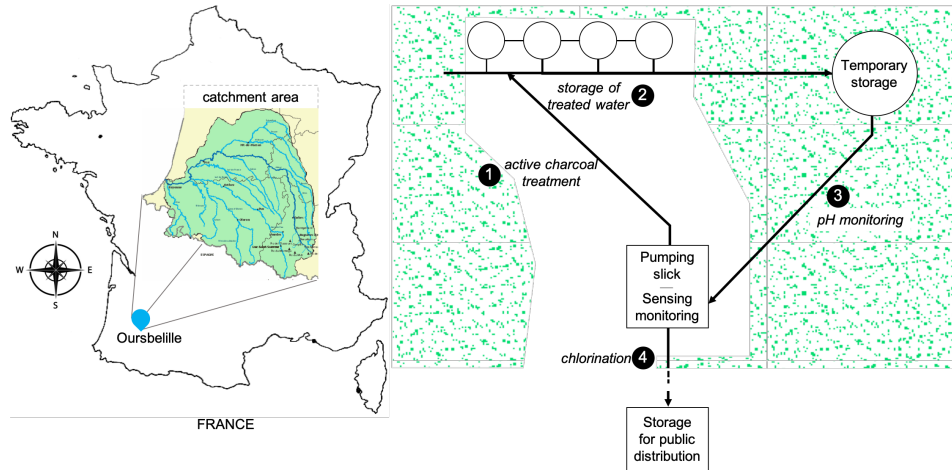 catchment area
N
W
E
S
Oursbelille
FRANCE
Temporary
storage
storage of
treated water
2
1
active charcoal
treatment
3
pH monitoring
Pumping
slick
Sensing
monitoring
chlorination
4
Storage
for public
distribution